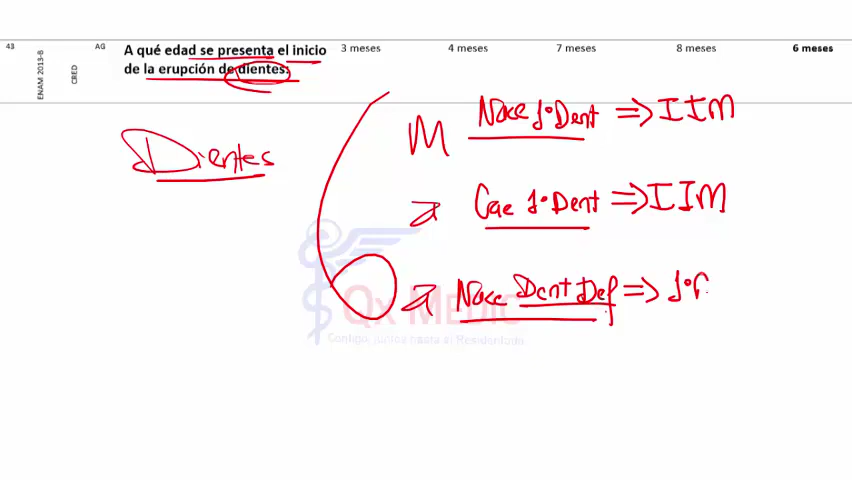 43 ENAM 2013-B CRED AG A qué edad se presenta el inicio 3 meses 4 meses 7 meses 8 meses 6 meses
de la erupción de dientes:
Dientes
M Nace 1° Dent => IIM
Cae 1° Dent => IIM
Nace Dent Def => 1°
QX MEDIC
Contigo, juntos hasta el Residentado